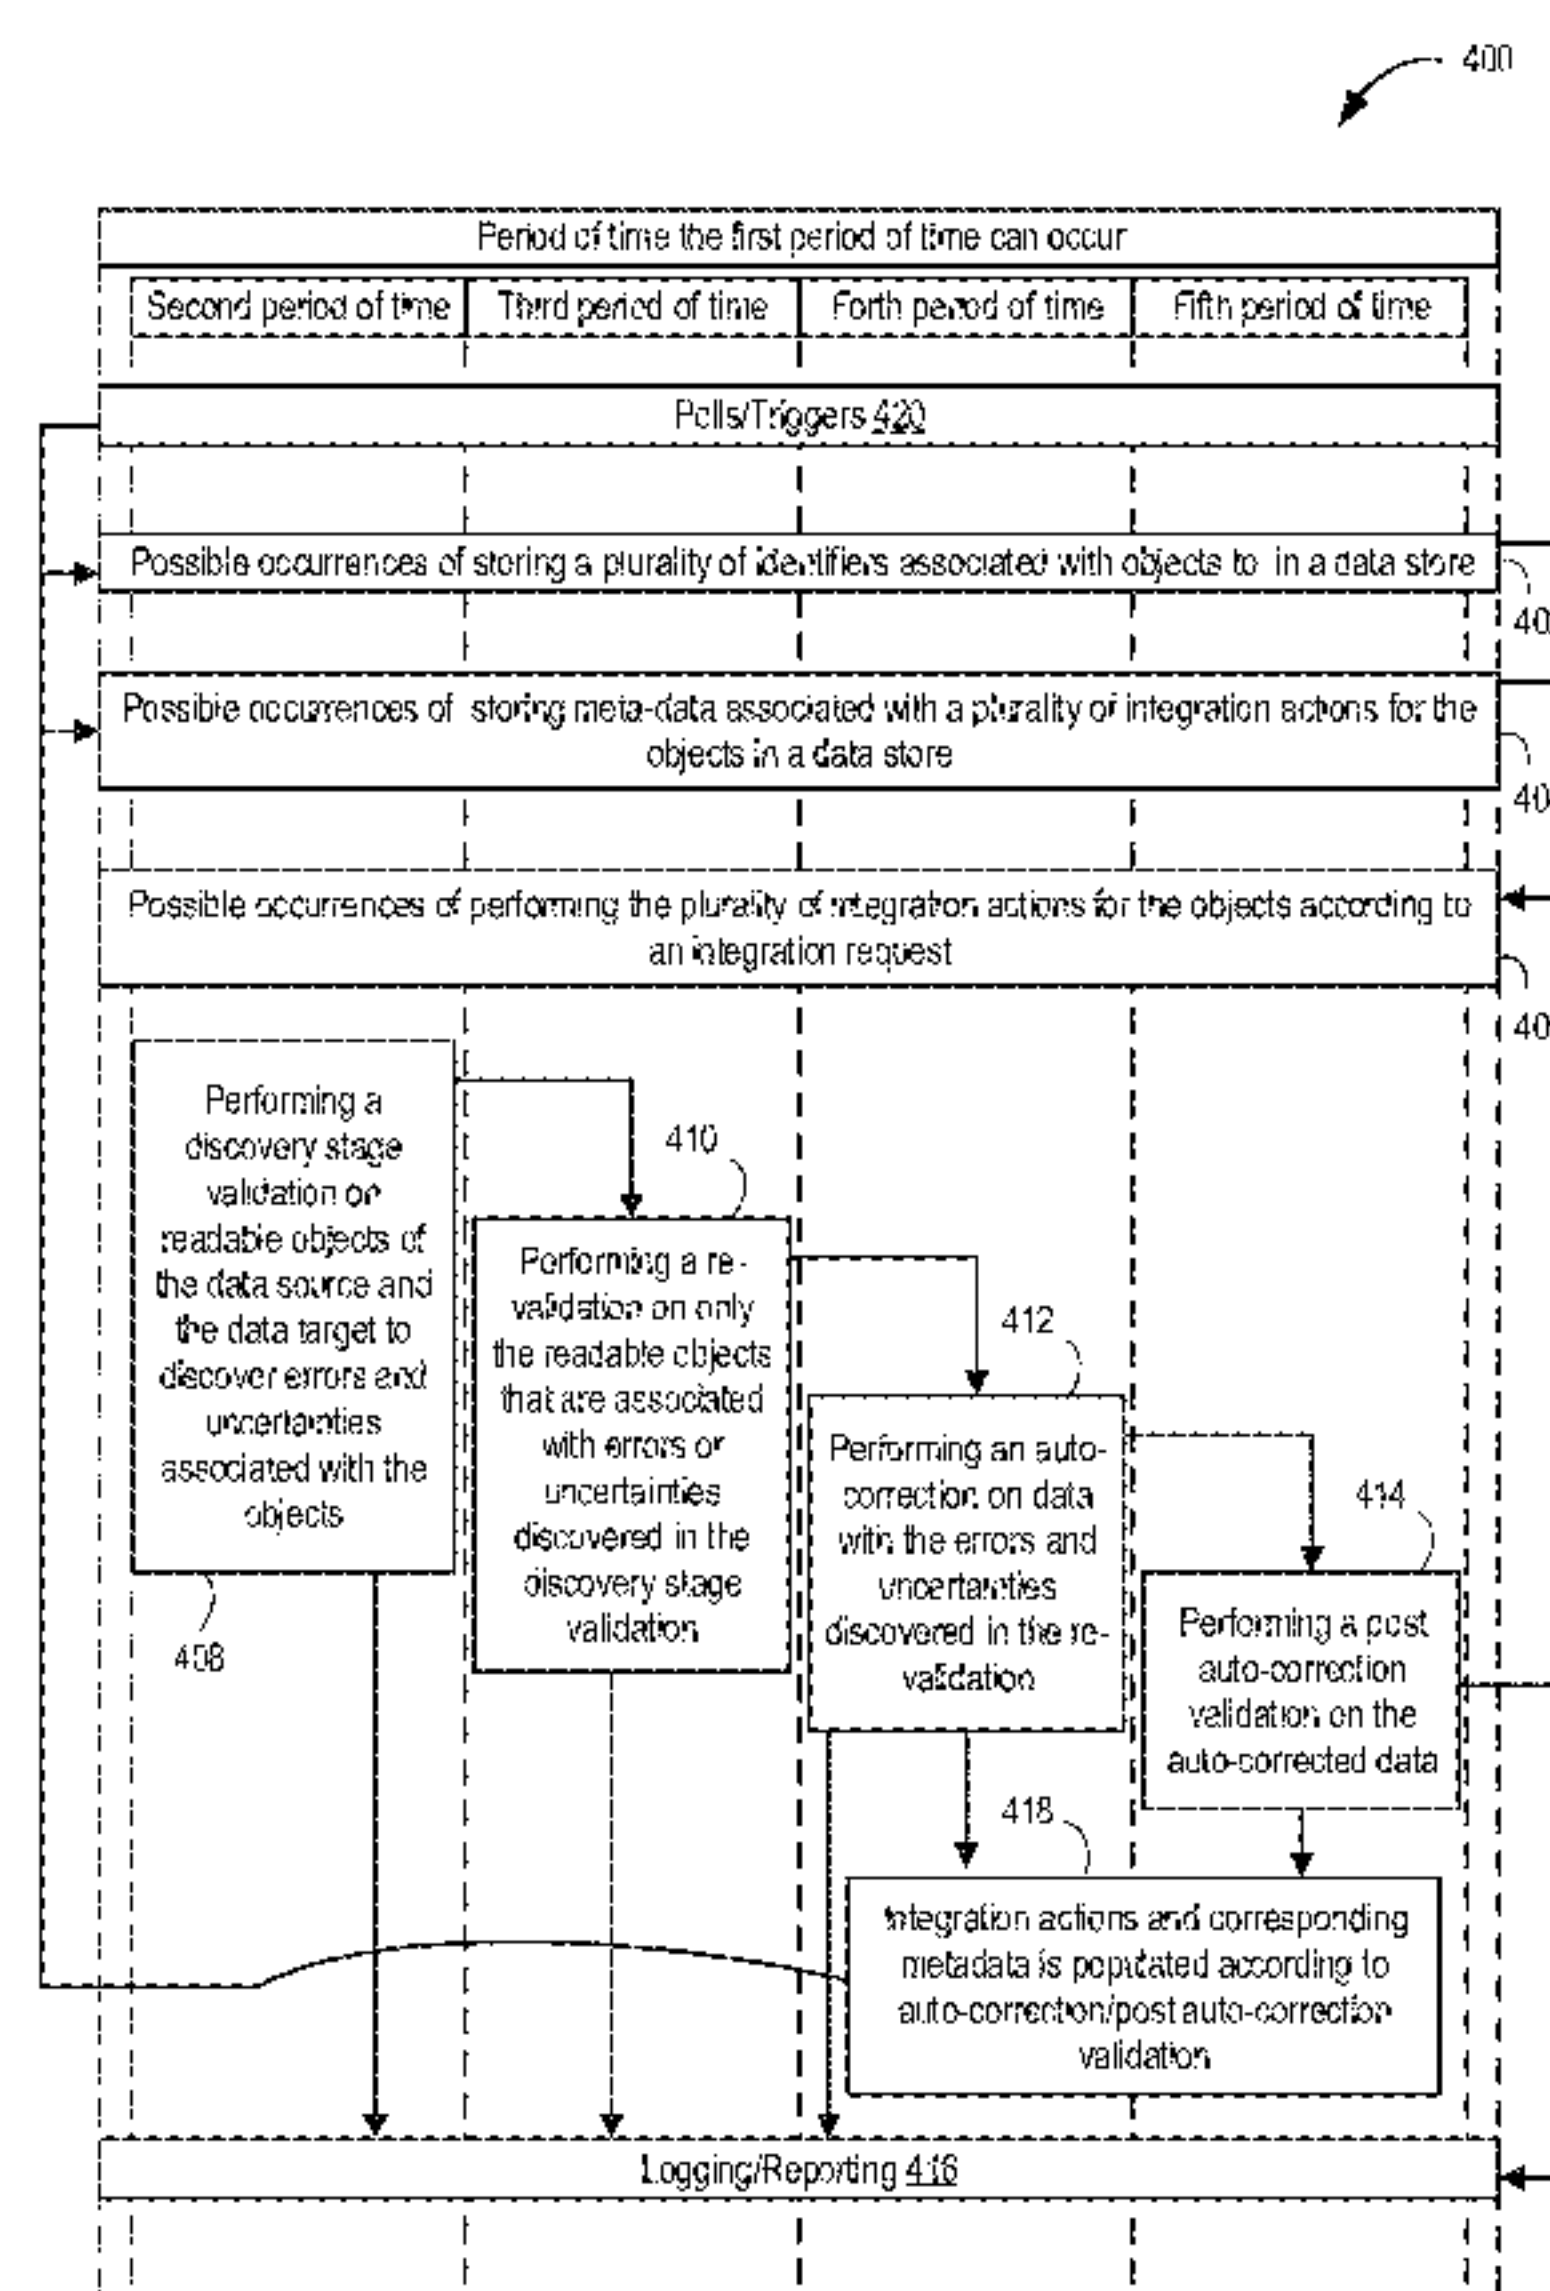 400
Period of time the first period of time can occur
Second period of time
Third period of time
Forth period of time
Fifth period of time
Polls/Triggers 420
Possible occurrences of storing a plurality of identifiers associated with objects to in a data store
40
Possible occurrences of storing meta-data associated with a plurality of integration actions for the
objects in a data store
40
Possible occurrences of performing the plurality of integration actions for the objects according to
an integration request
40
Performing a
discovery stage
validation on
readable objects of
the data source and
the data target to
discover errors and
uncertainties
associated with the
objects
408
410
Performing a re-
validation on only
the readable objects
that are associated
with errors or
uncertainties
discovered in the
discovery stage
validation
412
Performing an auto-
correction on data
with the errors and
uncertainties
discovered in the re-
validation
414
Performing a post
auto-correction
validation on the
auto-corrected data
418
Integration actions and corresponding
metadata is populated according to
auto-correction/post auto-correction
validation
Logging/Reporting 416